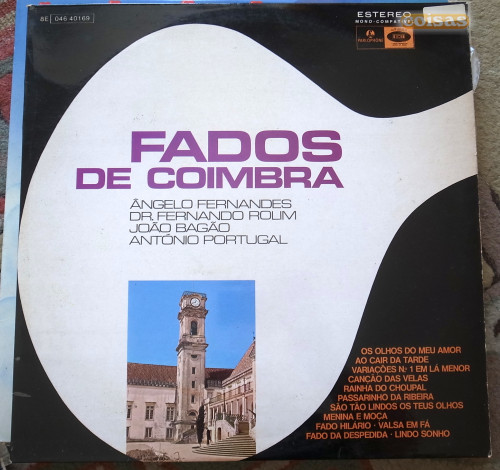 8E | 046 40169
ESTEREO
MONO-COMPATIBLE
coisas
PARLOPHONE
EMI
FADOS
DE COIMBRA
ÂNGELO FERNANDES
DR. FERNANDO ROLIM
JOÃO BAGÃO
ANTÓNIO PORTUGAL
OS OLHOS DO MEU AMOR
AO CAIR DA TARDE
VARIAÇÕES N.º 1 EM LÁ MENOR
CANÇÃO DAS VELAS
RAINHA DO CHOUPAL
PASSARINHO DA RIBEIRA
SÃO TÃO LINDOS OS TEUS OLHOS
MENINA E MOÇA
FADO HILÁRIO · VALSA EM FÁ
FADO DA DESPEDIDA · LINDO SONHO